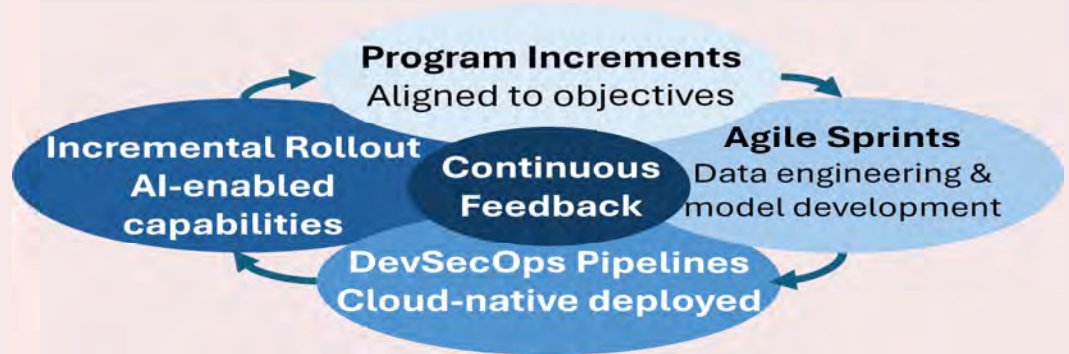 Program Increments
Aligned to objectives
Agile Sprints
Data engineering &
model development
DevSecOps Pipelines
Cloud-native deployed
Incremental Rollout
AI-enabled
capabilities
Continuous
Feedback